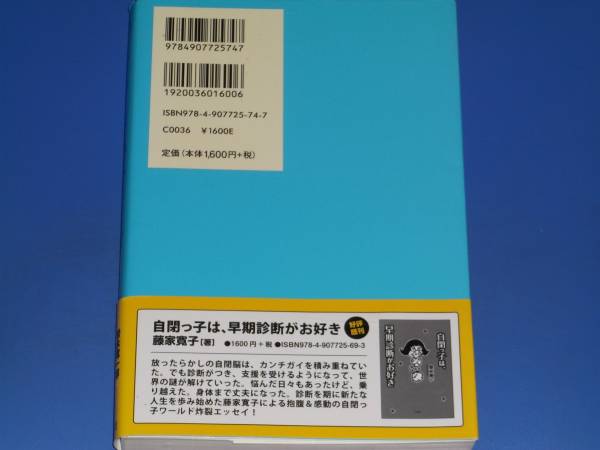 9784907725747
1920036016006
ISBN978-4-907725-74-7
C0036 ¥1600E
定価(本体1,600円+税)
自閉っ子は、早期診断がお好き
好評
既刊
藤家寛子[著] ●1600円+税 ●ISBN978-4-907725-69-3
放ったらかしの自閉脳は、カンチガイを積み重ねてい
た。でも診断がつき、支援を受けるようになって、世
界の謎が解けていった。悩んだ日々もあったけど、乗
り越えた。身体まで丈夫になった。診断を期に新たな
人生を歩み始めた藤家寛子による抱腹&感動の自閉っ
子ワールド炸裂エッセイ!
自閉っ子は、
早期診断がお好き